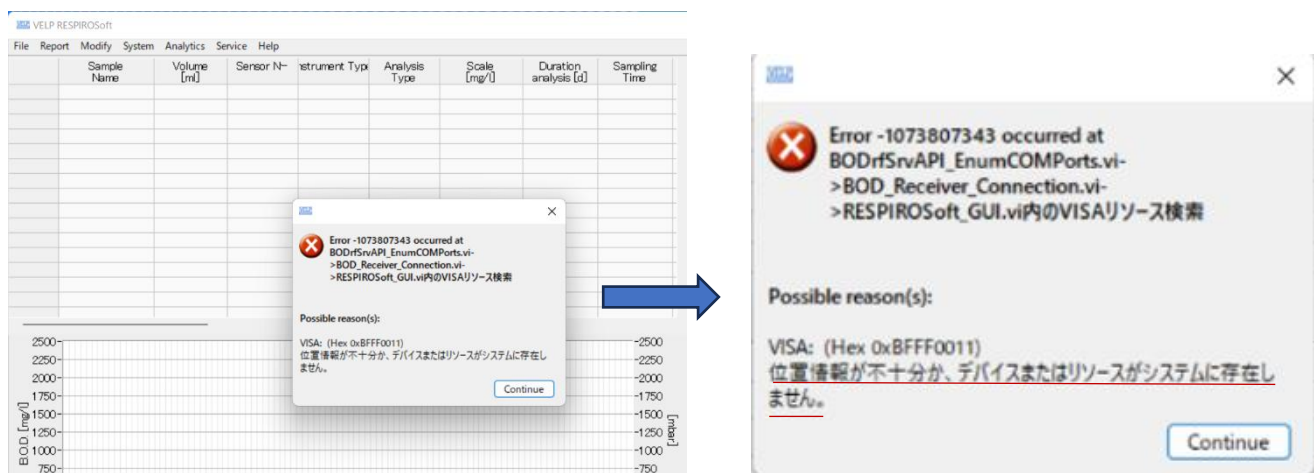 VELP RESPIROSoft
File Report Modify System Analytics Service Help
Sample Name Volume [ml] Sensor N− nstrument Typ Analysis Type Scale [mg/l] Duration analysis [d] Sampling Time
Error -1073807343 occurred at
BODrfSrvAPI_EnumCOMPorts.vi-
>BOD_Receiver_Connection.vi-
>RESPIROSoft_GUI.vi内のVISAリソース検索
Possible reason(s):
VISA: (Hex 0xBFFF0011)
位置情報が不十分か、デバイスまたはリソースがシステムに存在し
ません。
Continue
2500
2250
2000
1750
1500
1250
1000
750
B.O.D. [mg/l]
2500
2250
2000
1750
1500
1250
1000
750
[mbar]
Error -1073807343 occurred at
BODrfSrvAPI_EnumCOMPorts.vi-
>BOD_Receiver_Connection.vi-
>RESPIROSoft_GUI.vi内のVISAリソース検索
Possible reason(s):
VISA: (Hex 0xBFFF0011)
位置情報が不十分か、デバイスまたはリソースがシステムに存在し
ません。
Continue